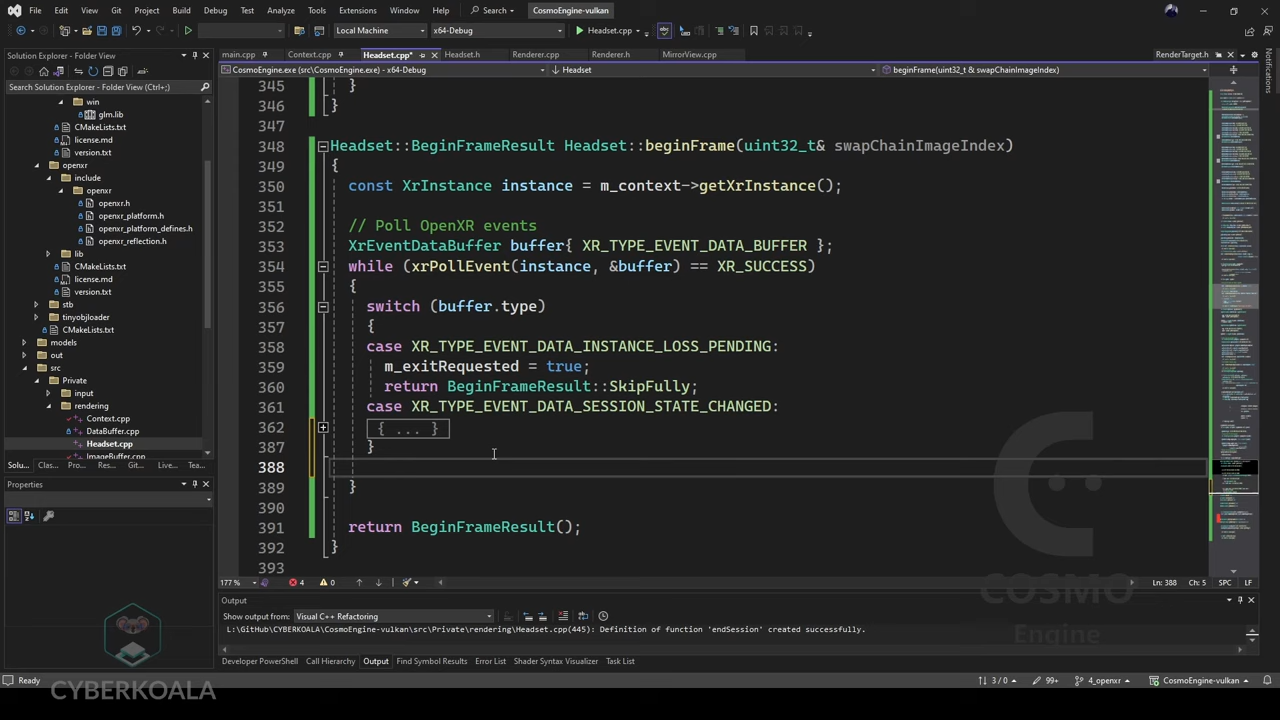 File Edit View Git Project Build Debug Test Analyze Tools Extensions Window Help Search CosmoEngine-vulkan
Local Machine x64-Debug Headset.cpp
Solution Explorer - Folder View
main.cpp Context.cpp Headset.cpp* Headset.h Renderer.cpp Renderer.h MirrorView.cpp RenderTarget.h
CosmoEngine.exe (src\CosmoEngine.exe) - x64-Debug Headset beginFrame(uint32_t & swapChainImageIndex)
Search Solution Explorer - Folder View
win
glm.lib
CMakeLists.txt
license.md
version.txt
openxr
include
openxr
openxr.h
openxr_platform.h
openxr_platform_defines.h
openxr_reflection.h
lib
CMakeLists.txt
license.md
version.txt
stb
tinyobjloader
CMakeLists.txt
models
out
src
Private
input
rendering
Context.cpp
DataBuffer.cpp
Headset.cpp
ImageBuffer.cpp
Solu... Clas... Pro... Res... Git... Live... Tea...
Properties
345 }
346 }
347
348 Headset::BeginFrameResult Headset::beginFrame(uint32_t& swapChainImageIndex)
349 {
350 const XrInstance instance = m_context->getXrInstance();
351
352 // Poll OpenXR events
353 XrEventDataBuffer buffer{ XR_TYPE_EVENT_DATA_BUFFER };
354 while (xrPollEvent(instance, &buffer) == XR_SUCCESS)
355 {
356 switch (buffer.type)
357 {
358 case XR_TYPE_EVENT_DATA_INSTANCE_LOSS_PENDING:
359 m_exitRequested = true;
360 return BeginFrameResult::SkipFully;
361 case XR_TYPE_EVENT_DATA_SESSION_STATE_CHANGED:
362 { ... }
387 }
388
389 }
390
391 return BeginFrameResult();
392 }
393
177 % 4 0 Ln: 388 Ch: 5 SPC LF
COSMO
Engine
Output
Show output from: Visual C++ Refactoring
L:\GitHub\CYBERKOALA\CosmoEngine-vulkan\src\Private\rendering\Headset.cpp(445): Definition of function 'endSession' created successfully.
Developer PowerShell Call Hierarchy Output Find Symbol Results Error List Shader Syntax Visualizer Task List
Ready 3 / 0 99+ 4_openxr CosmoEngine-vulkan
CYBERKOALA
Notifications